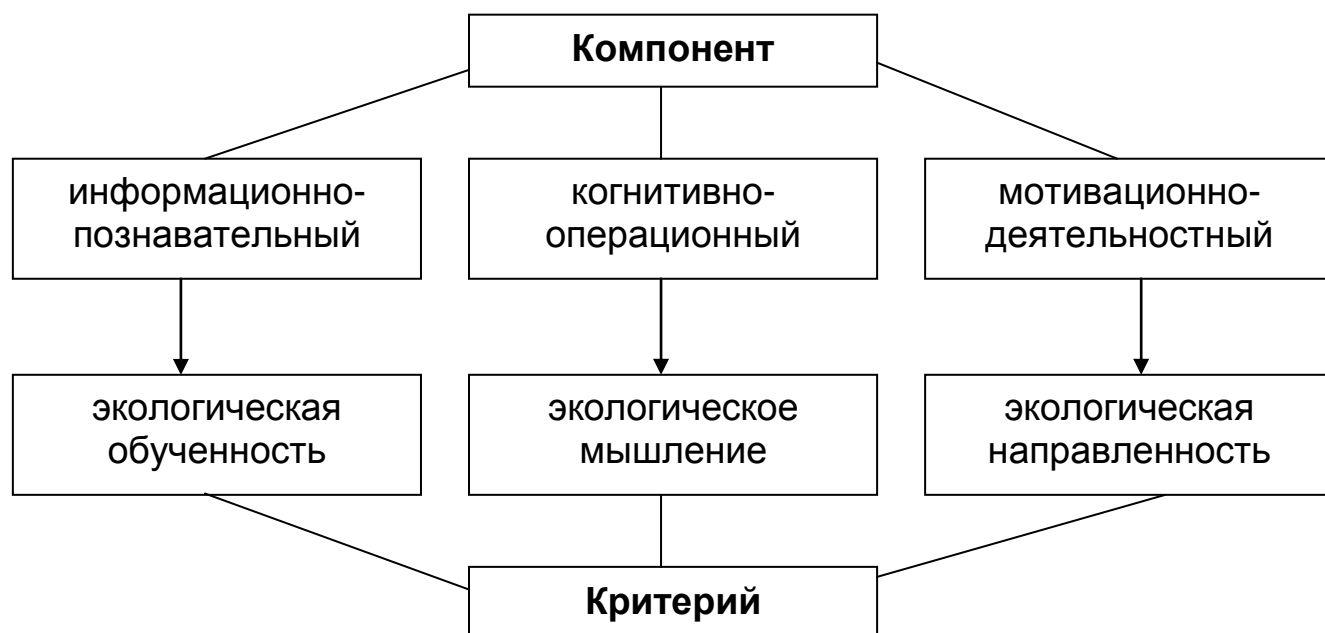 Компонент
информационно-
познавательный
когнитивно-
операционный
мотивационно-
деятельностный
экологическая
обученность
экологическое
мышление
экологическая
направленность
Критерий